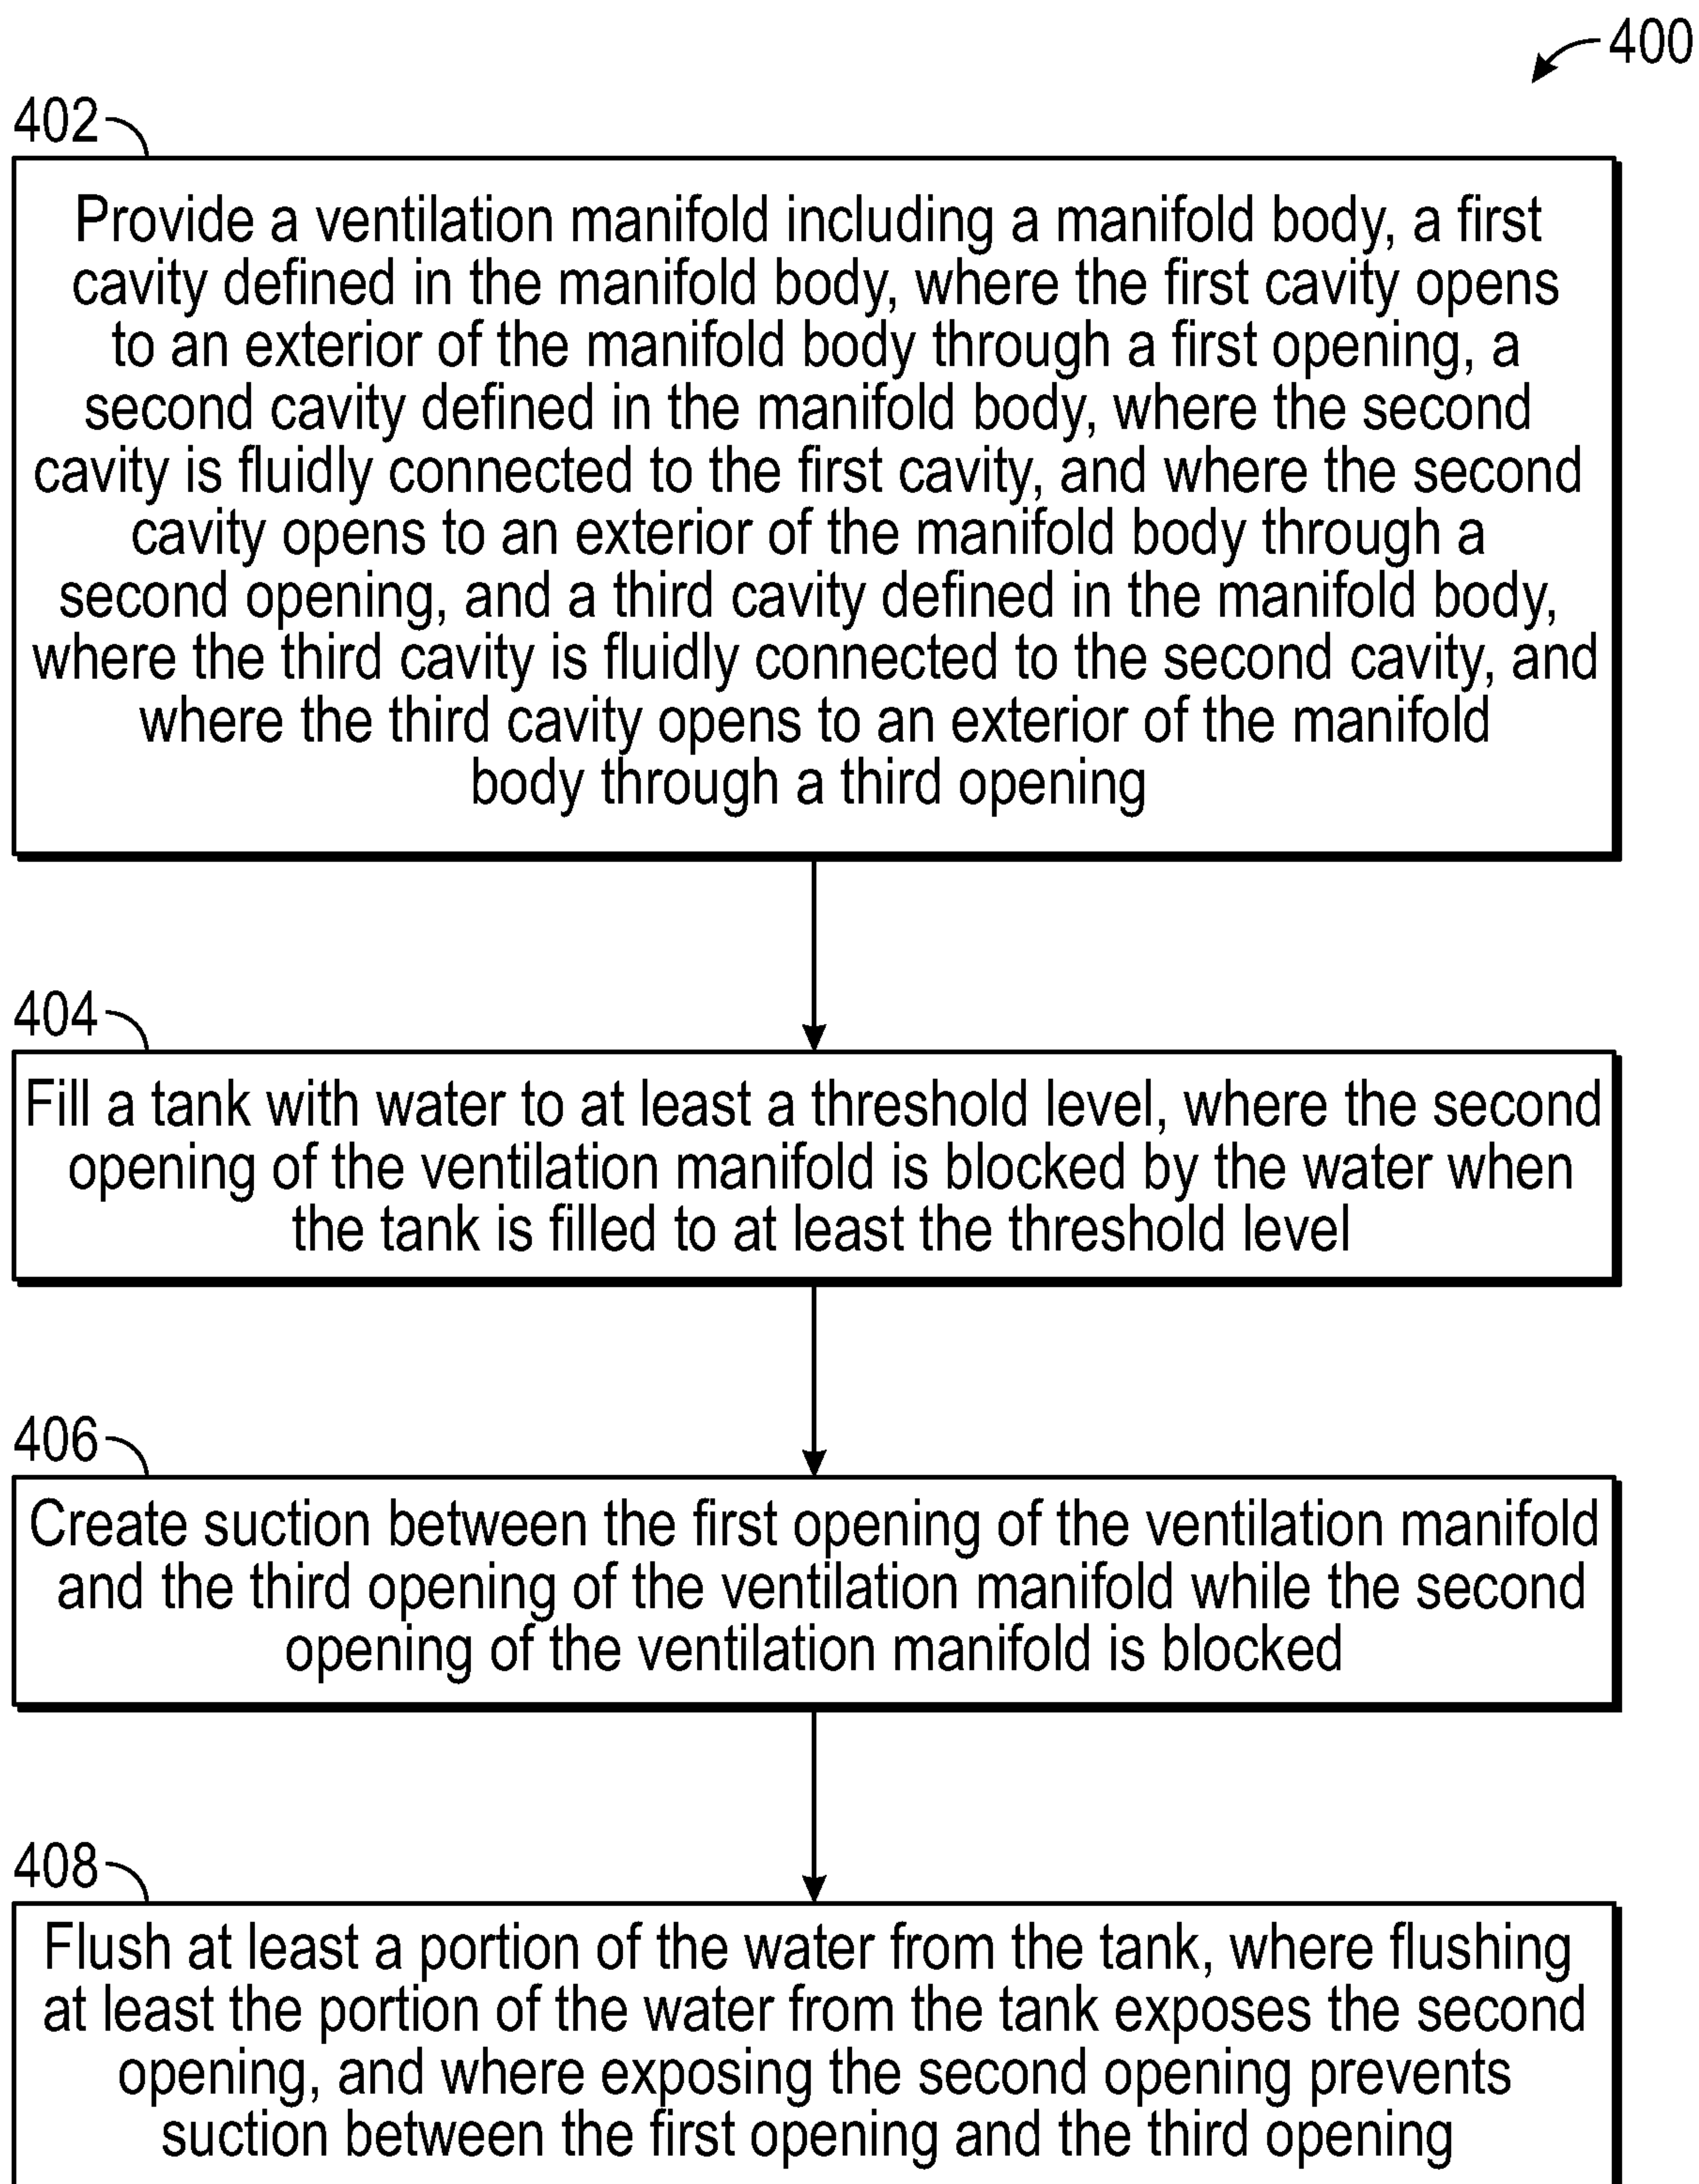 400
402
Provide a ventilation manifold including a manifold body, a first
cavity defined in the manifold body, where the first cavity opens
to an exterior of the manifold body through a first opening, a
second cavity defined in the manifold body, where the second
cavity is fluidly connected to the first cavity, and where the second
cavity opens to an exterior of the manifold body through a
second opening, and a third cavity defined in the manifold body,
where the third cavity is fluidly connected to the second cavity, and
where the third cavity opens to an exterior of the manifold
body through a third opening
404
Fill a tank with water to at least a threshold level, where the second
opening of the ventilation manifold is blocked by the water when
the tank is filled to at least the threshold level
406
Create suction between the first opening of the ventilation manifold
and the third opening of the ventilation manifold while the second
opening of the ventilation manifold is blocked
408
Flush at least a portion of the water from the tank, where flushing
at least the portion of the water from the tank exposes the second
opening, and where exposing the second opening prevents
suction between the first opening and the third opening